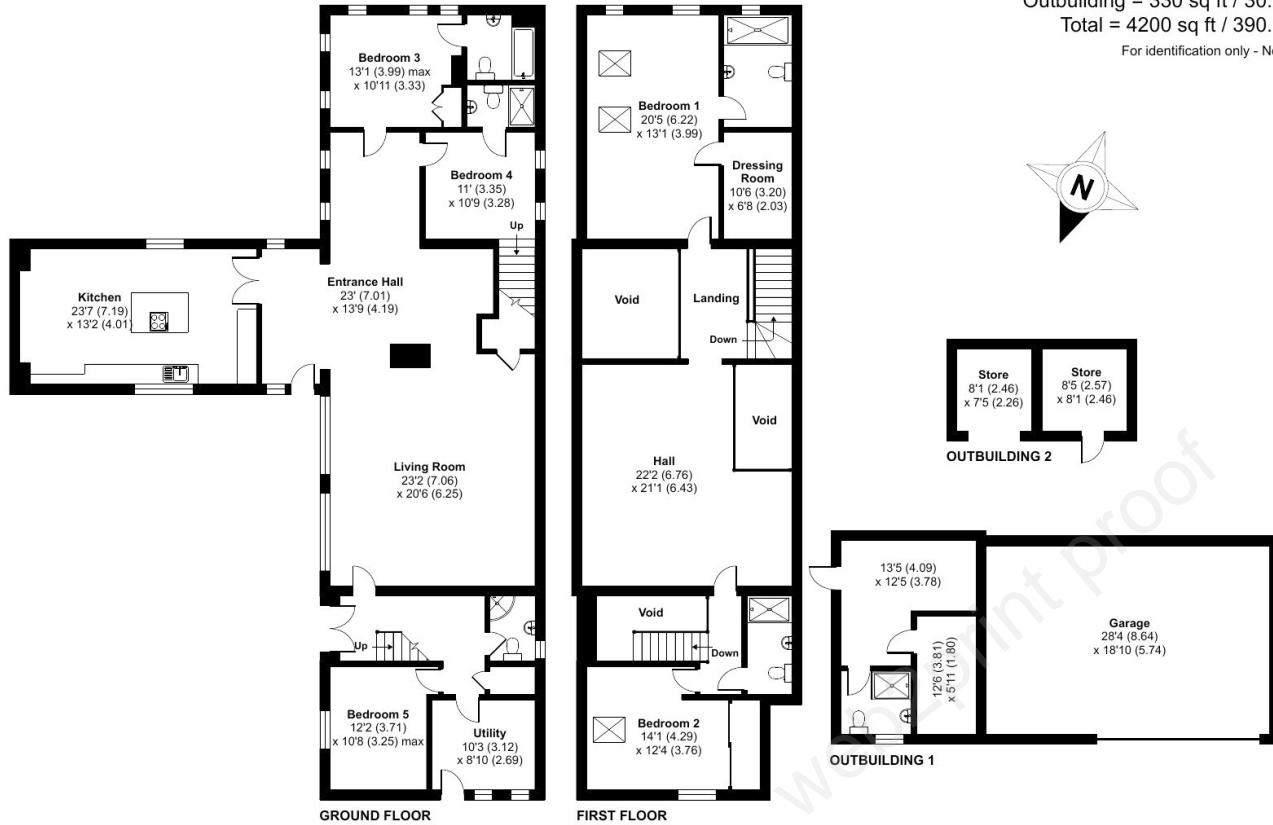 Outbuilding = 330 sq ft / 30.
Total = 4200 sq ft / 390.
For identification only - No
N
Bedroom 3
13'1 (3.99) max
x 10'11 (3.33)
Bedroom 4
11' (3.35)
x 10'9 (3.28)
Up
Kitchen
23'7 (7.19)
x 13'2 (4.01)
Entrance Hall
23' (7.01)
x 13'9 (4.19)
Living Room
23'2 (7.06)
x 20'6 (6.25)
Up
Bedroom 5
12'2 (3.71)
x 10'8 (3.25) max
Utility
10'3 (3.12)
x 8'10 (2.69)
GROUND FLOOR
Bedroom 1
20'5 (6.22)
x 13'1 (3.99)
Dressing
Room
10'6 (3.20)
x 6'8 (2.03)
Void
Landing
Down
Void
Hall
22'2 (6.76)
x 21'1 (6.43)
Void
Down
Bedroom 2
14'1 (4.29)
x 12'4 (3.76)
FIRST FLOOR
Store
8'1 (2.46)
x 7'5 (2.26)
Store
8'5 (2.57)
x 8'1 (2.46)
OUTBUILDING 2
13'5 (4.09)
x 12'5 (3.78)
12'6 (3.81)
x 5'11 (1.80)
Garage
28'4 (8.64)
x 18'10 (5.74)
OUTBUILDING 1
web2print proof